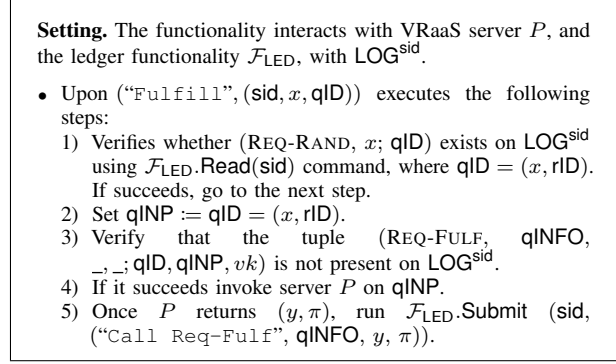 Setting. The functionality interacts with VRaaS server P, and
the ledger functionality F_LED, with LOG^sid.
• Upon (“Fulfill”, (sid, x, qID)) executes the following
steps:
1) Verifies whether (REQ-RAND, x; qID) exists on LOG^sid
using F_LED.Read(sid) command, where qID = (x, rID).
If succeeds, go to the next step.
2) Set qINP := qID = (x, rID).
3) Verify that the tuple (REQ-FULF, qINFO,
_, _; qID, qINP, vk) is not present on LOG^sid.
4) If it succeeds invoke server P on qINP.
5) Once P returns (y, π), run F_LED.Submit (sid,
(“Call Req-Fulf”, qINFO, y, π)).